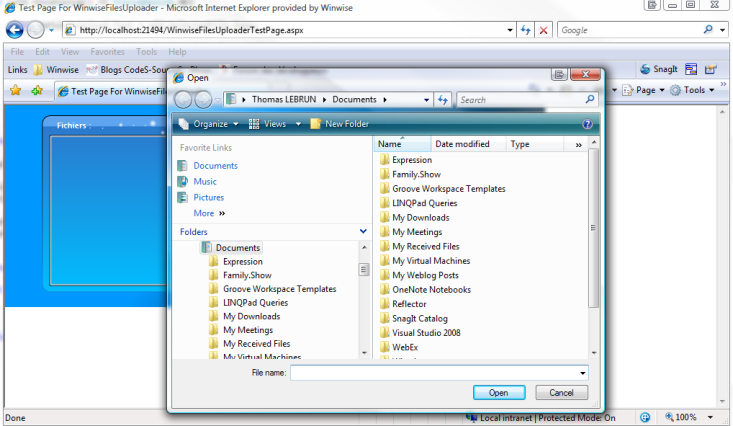 Test Page For WinwiseFilesUploader - Microsoft Internet Explorer provided by Winwise
http://localhost:21494/WinwiseFilesUploaderTestPage.aspx
Google
File Edit View Favorites Tools Help
Links Winwise Blogs CodeS-Sou
SnagIt
Test Page For WinwiseFil
Page Tools
Fichiers :
Open
Thomas LEBRUN Documents
Search
Organize Views New Folder
Favorite Links
Documents
Music
Pictures
More
Folders
Documents
Expression
Family.Show
Groove Workspace Templates
LINQPad Queries
My Downloads
My Meetings
My Received Files
My Virtual Machines
Name Date modified Type
Expression
Family.Show
Groove Workspace Templates
LINQPad Queries
My Downloads
My Meetings
My Received Files
My Virtual Machines
My Weblog Posts
OneNote Notebooks
Reflector
SnagIt Catalog
Visual Studio 2008
WebEx
File name:
Open Cancel
Done
Local intranet | Protected Mode: On
100%